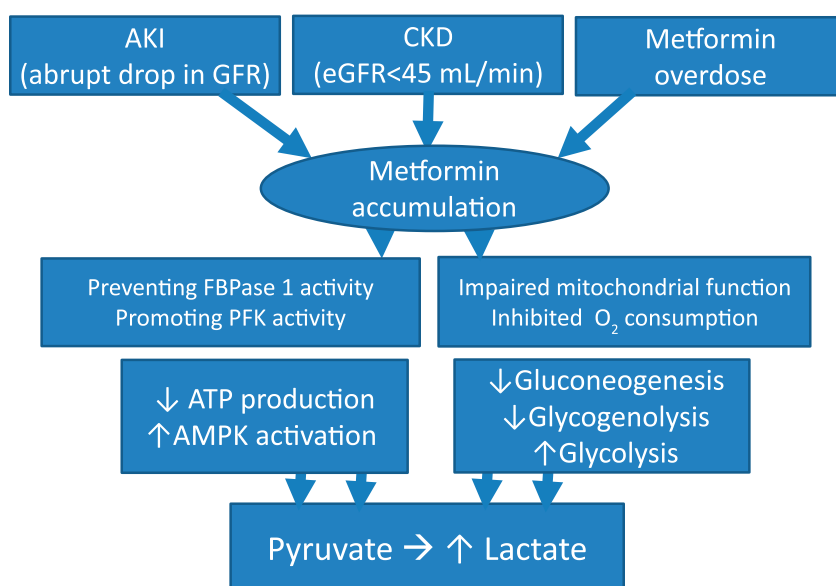 AKI
(abrupt drop in GFR)
CKD
(eGFR<45 mL/min)
Metformin
overdose
Metformin
accumulation
Preventing FBPase 1 activity
Promoting PFK activity
Impaired mitochondrial function
Inhibited O₂ consumption
↓ ATP production
↑AMPK activation
↓Gluconeogenesis
↓Glycogenolysis
↑Glycolysis
Pyruvate → ↑ Lactate